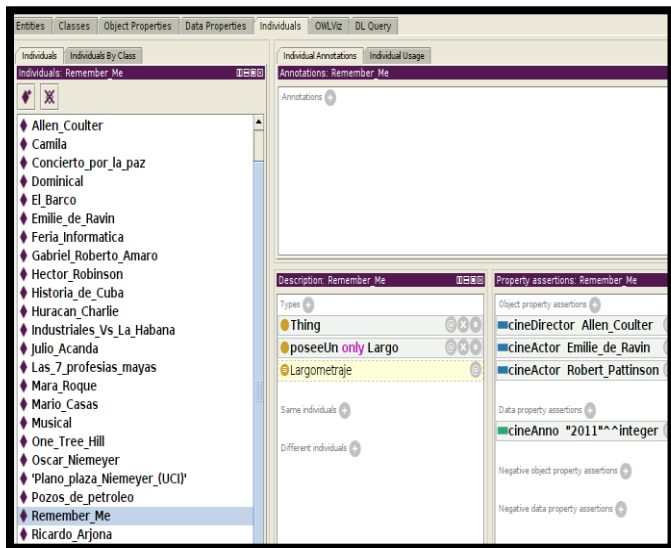 Entities Classes Object Properties Data Properties Individuals OWLViz DL Query
Individuals Individuals By Class
Individuals: Remember_Me
Allen_Coulter
Camila
Concierto_por_la_paz
Dominical
El_Barco
Emilie_de_Ravin
Feria_Informatica
Gabriel_Roberto_Amaro
Hector_Robinson
Historia_de_Cuba
Huracan_Charlie
Industriales_Vs_La_Habana
Julio_Acanda
Las_7_profesias_mayas
Mara_Roque
Mario_Casas
Musical
One_Tree_Hill
Oscar_Niemeyer
'Plano_plaza_Niemeyer_(UCI)'
Pozos_de_petroleo
Remember_Me
Ricardo_Arjona
Individual Annotations Individual Usage
Annotations: Remember_Me
Annotations
Description: Remember_Me
Types
Thing
poseeUn only Largo
Largometraje
Same individuals
Different individuals
Property assertions: Remember_Me
Object property assertions
cineDirector Allen_Coulter
cineActor Emilie_de_Ravin
cineActor Robert_Pattinson
Data property assertions
cineAnno "2011"^^integer
Negative object property assertions
Negative data property assertions